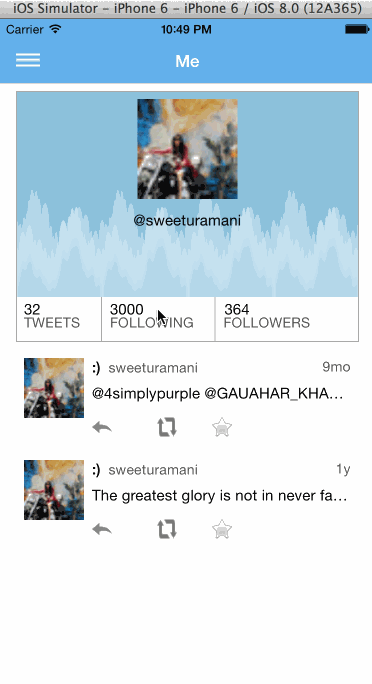 iOS Simulator - iPhone 6 - iPhone 6 / iOS 8.0 (12A365)
Carrier 10:49 PM
Me
@sweeturamani
32 3000 364
TWEETS FOLLOWING FOLLOWERS
:) sweeturamani 9mo
@4simplypurple @GAUAHAR_KHA...
:) sweeturamani 1y
The greatest glory is not in never fa...